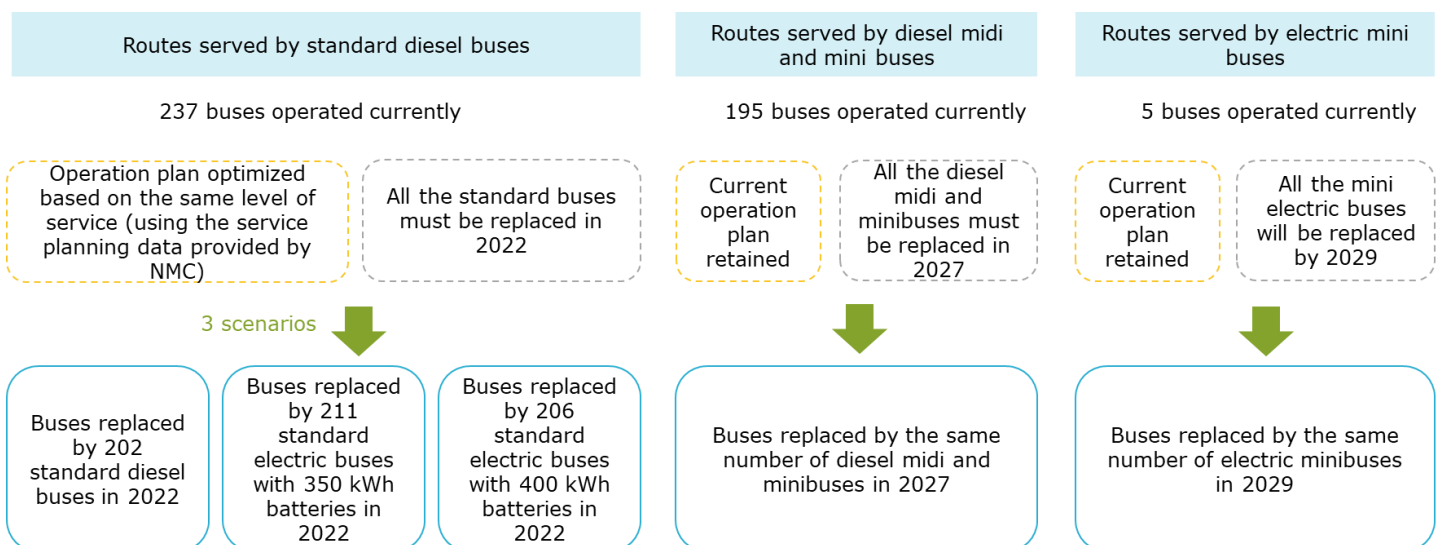 Routes served by standard diesel buses
237 buses operated currently
Operation plan optimized
based on the same level of
service (using the service
planning data provided by
NMC)
All the standard buses
must be replaced in
2022
3 scenarios
Buses replaced
by 202
standard diesel
buses in 2022
Buses replaced
by 211
standard
electric buses
with 350 kWh
batteries in
2022
Buses replaced
by 206
standard
electric buses
with 400 kWh
batteries in
2022
Routes served by diesel midi
and mini buses
195 buses operated currently
Current
operation
plan
retained
All the diesel
midi and
minibuses must
be replaced in
2027
Buses replaced by the same
number of diesel midi and
minibuses in 2027
Routes served by electric mini
buses
5 buses operated currently
Current
operation
plan
retained
All the mini
electric buses
will be replaced
by 2029
Buses replaced by the same
number of electric minibuses
in 2029